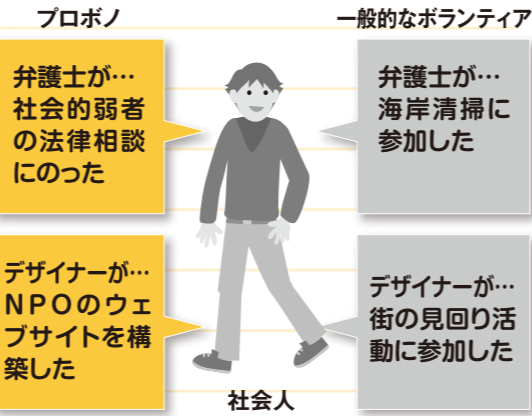 プロボノ
一般的なボランティア
弁護士が…
社会的弱者
の法律相談
にのった
弁護士が…
海岸清掃に
参加した
デザイナーが…
NPOのウェ
ブサイトを構
築した
デザイナーが…
街の見回り活
動に参加した
社会人